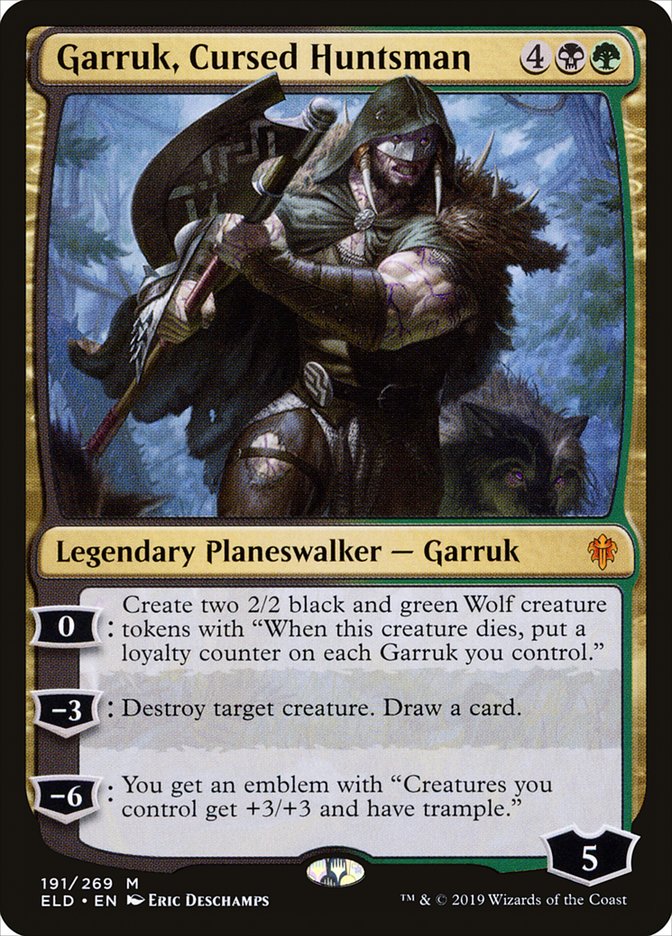 Garruk, Cursed Huntsman 4
Legendary Planeswalker — Garruk
0 : Create two 2/2 black and green Wolf creature
tokens with “When this creature dies, put a
loyalty counter on each Garruk you control.”
−3 : Destroy target creature. Draw a card.
−6 : You get an emblem with “Creatures you
control get +3/+3 and have trample.”
5
191/269 M
ELD • EN Eric Deschamps
™ & © 2019 Wizards of the Coast